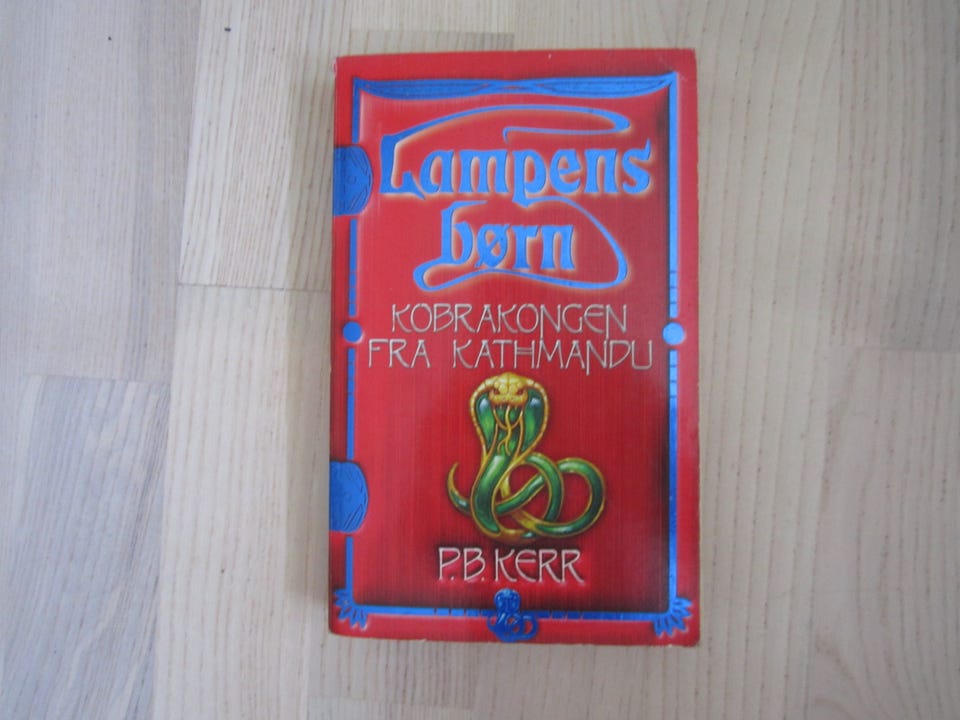 Lampens
børn
KOBRAKONGEN
FRA KATHMANDU
P.B. KERR